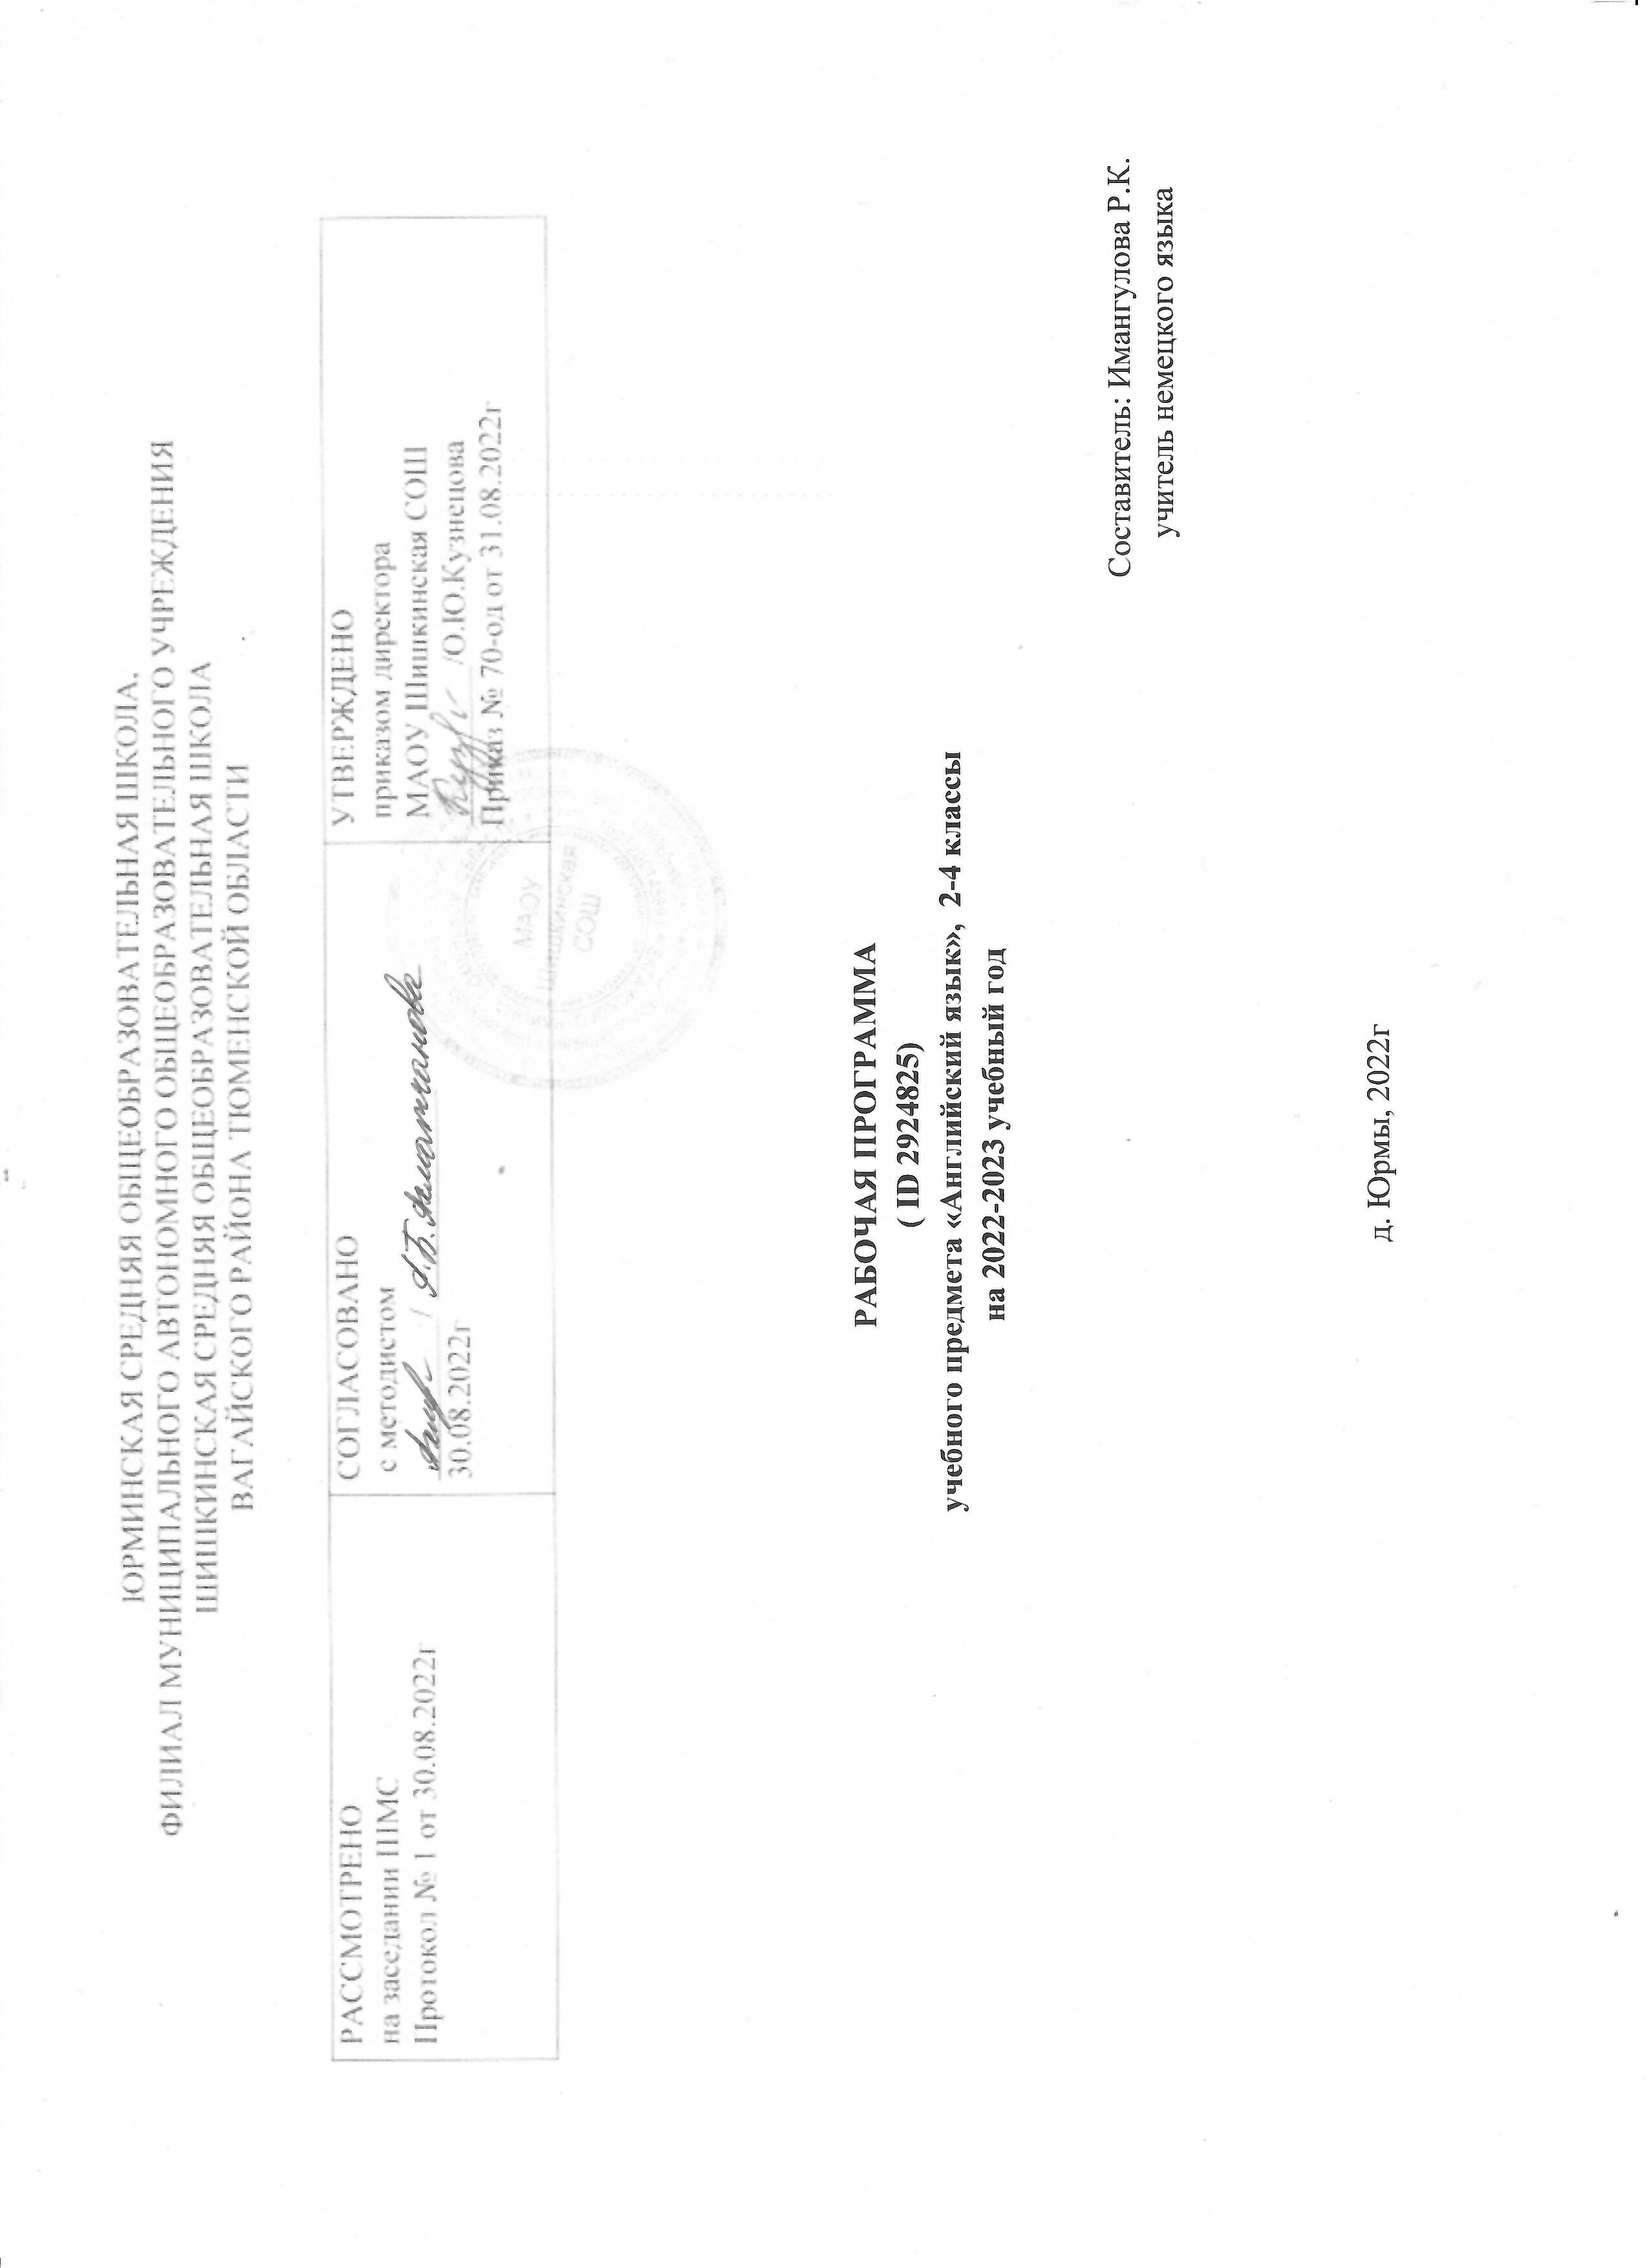 ЮРМИНСКАЯ СРЕДНЯЯ ОБЩЕОБРАЗОВАТЕЛЬНАЯ ШКОЛА,
ФИЛИАЛ МУНИЦИПАЛЬНОГО АВТОНОМНОГО ОБЩЕОБРАЗОВАТЕЛЬНОГО УЧРЕЖДЕНИЯ
ШИШКИНСКАЯ СРЕДНЯЯ ОБЩЕОБРАЗОВАТЕЛЬНАЯ ШКОЛА
ВАГАЙСКОГО РАЙОНА ТЮМЕНСКОЙ ОБЛАСТИ
РАССМОТРЕНО
на заседании ШМС
Протокол № 1 от 30.08.2022г
СОГЛАСОВАНО
с методистом
/ А.Б.
30.08.2022г
УТВЕРЖДЕНО
приказом директора
МАОУ Шишкинская СОШ
/О.Ю.Кузнецова
Приказ № 70-од от 31.08.2022г
МАОУ
Шишкинская
СОШ
РАБОЧАЯ ПРОГРАММА
( ID 2924825)
учебного предмета «Английский язык», 2-4 классы
на 2022-2023 учебный год
Составитель: Имангулова Р.К.
учитель немецкого языка
д. Юрмы, 2022г